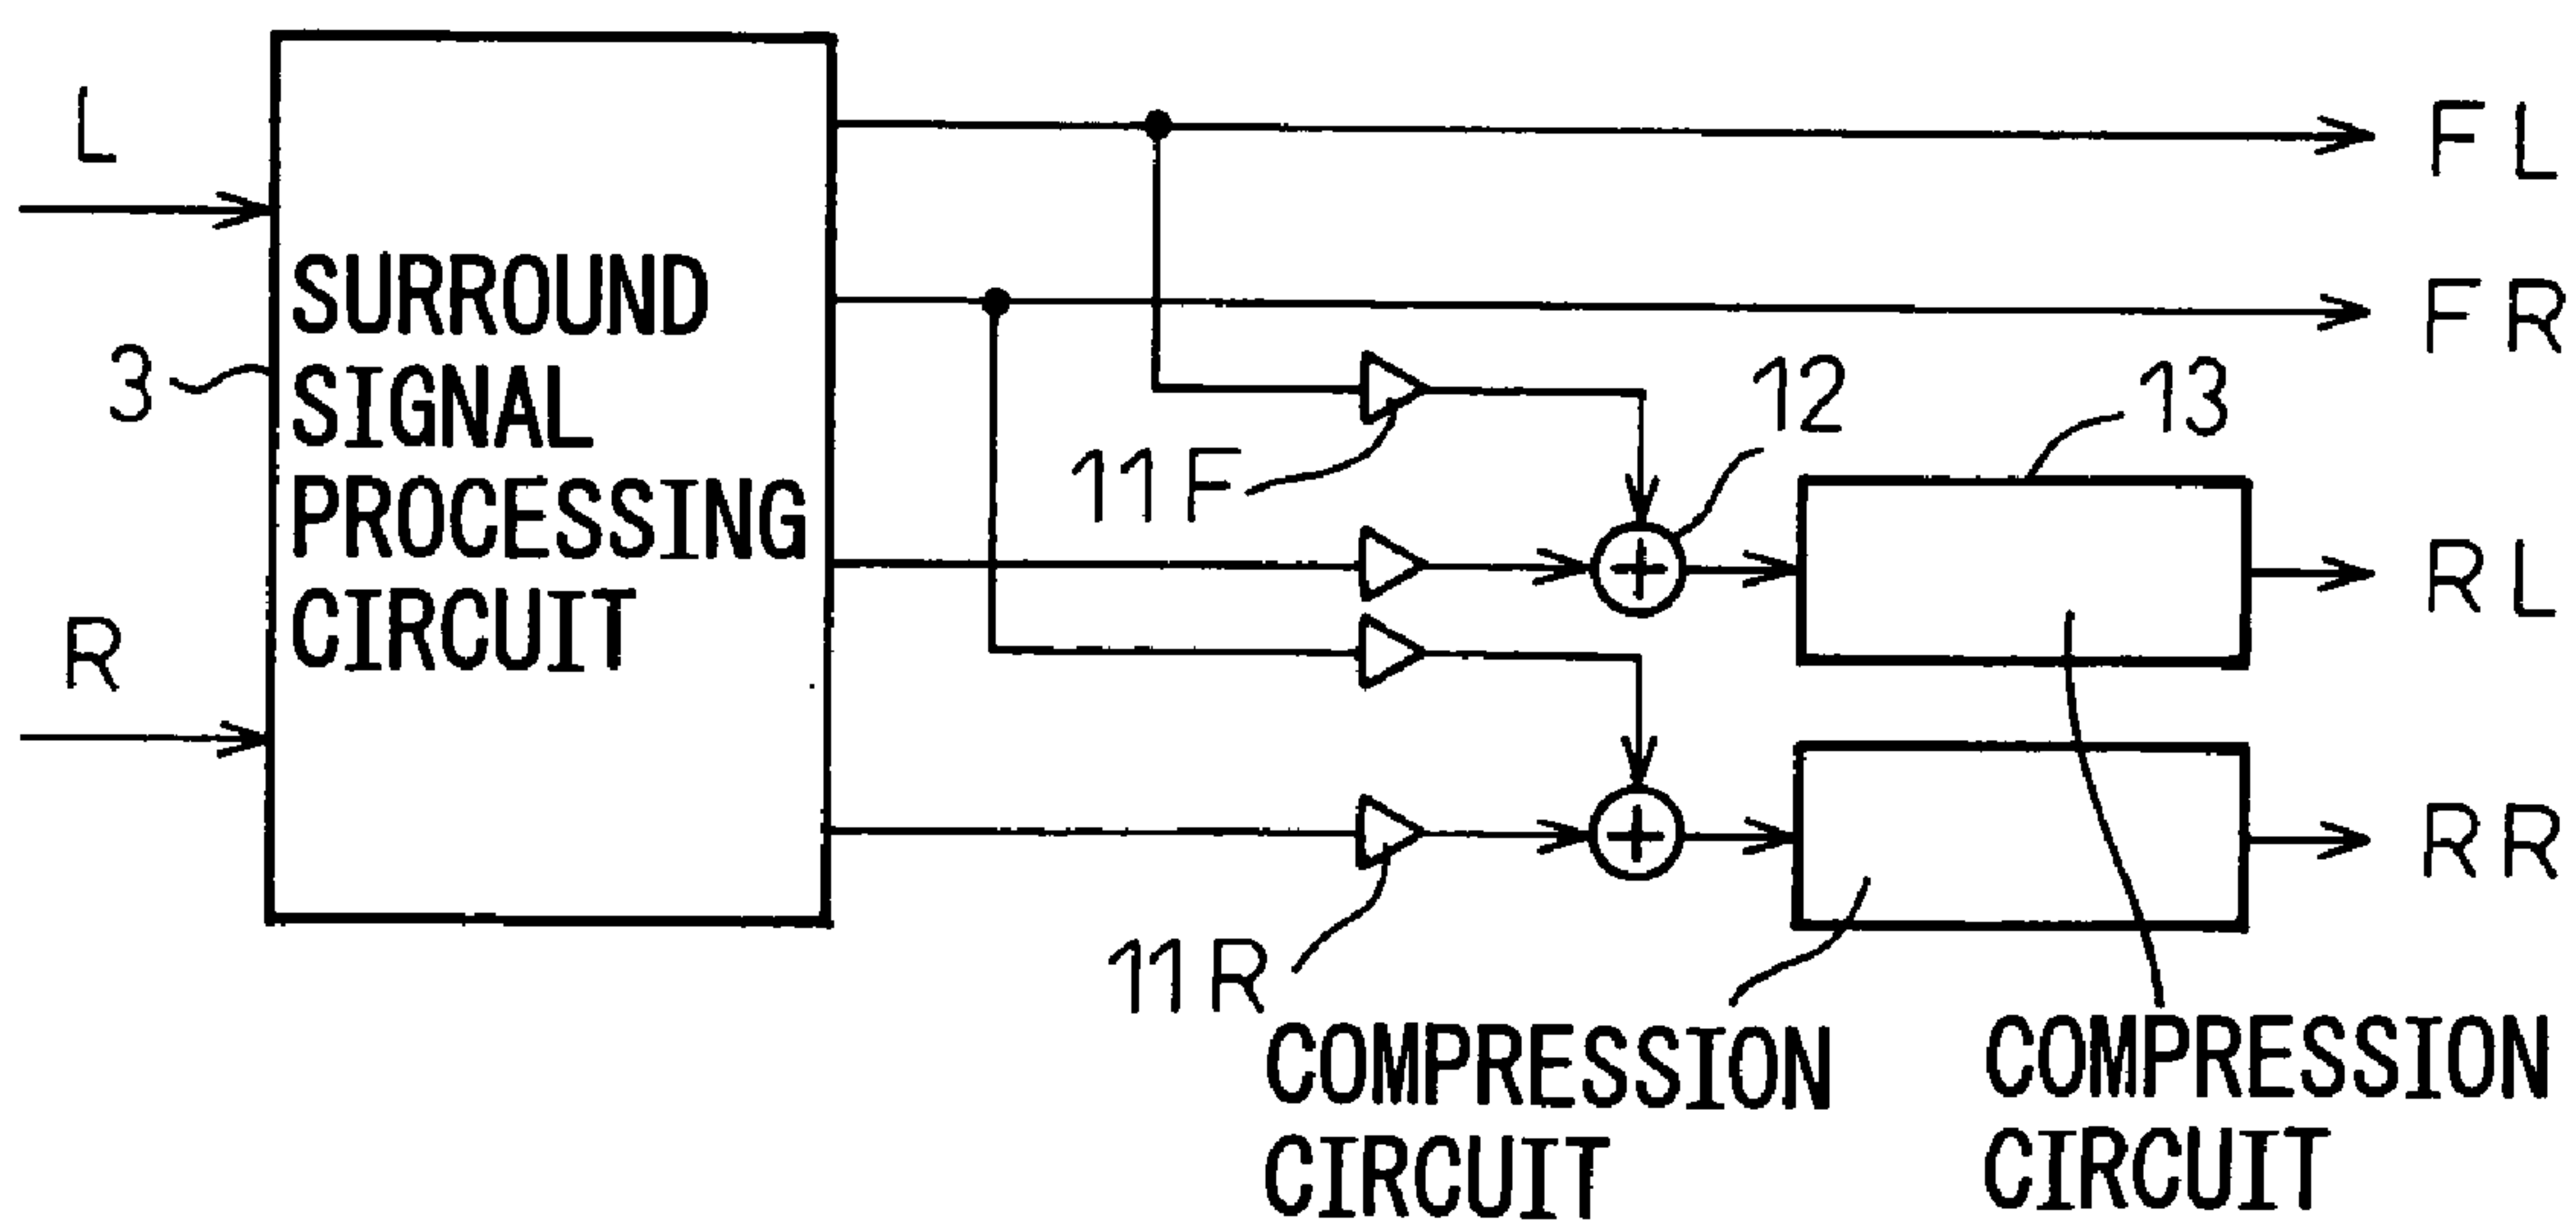 L
R
3
SURROUND
SIGNAL
PROCESSING
CIRCUIT
FL
FR
11F
12
13
RL
RR
11R
COMPRESSION
CIRCUIT
COMPRESSION
CIRCUIT